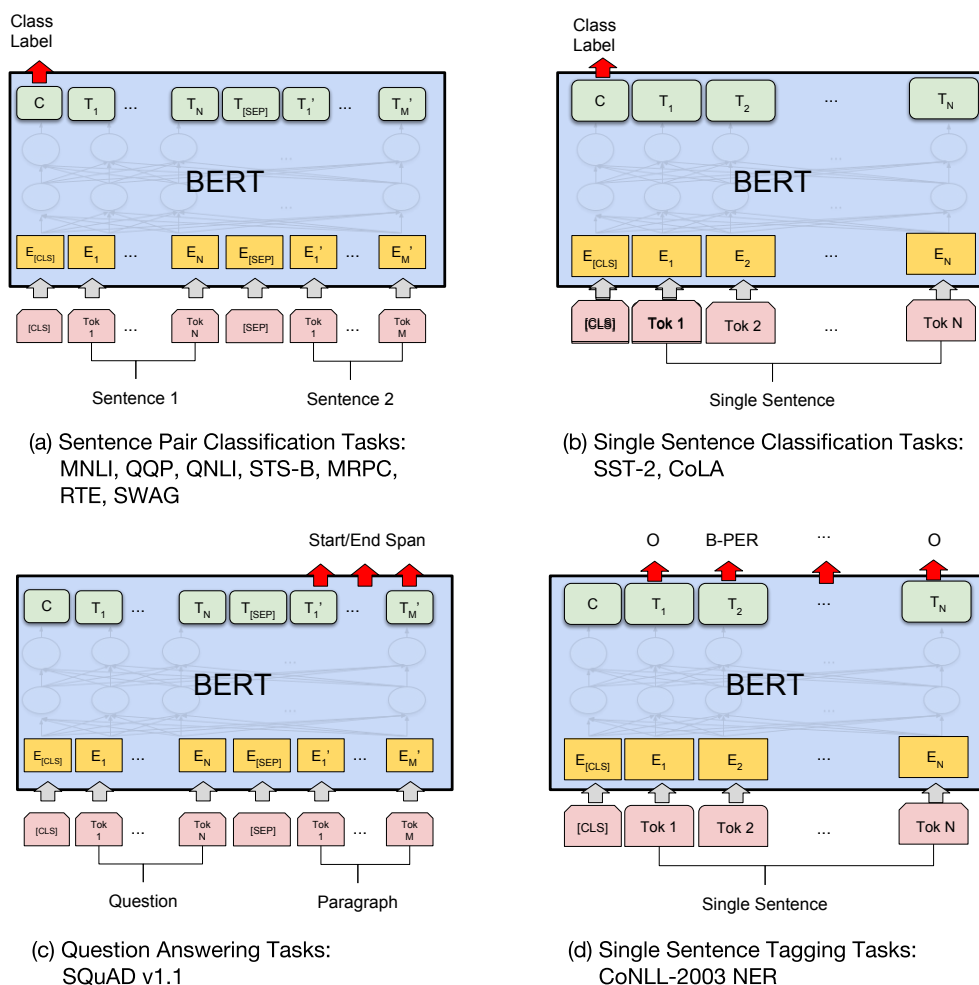 Class
Label
C T1 ... TN T[SEP] T1' ... TM'
...
BERT
...
E[CLS] E1 ... EN E[SEP] E1' ... EM'
[CLS] Tok 1 ... Tok N [SEP] Tok 1 ... Tok M
Sentence 1 Sentence 2
(a) Sentence Pair Classification Tasks:
MNLI, QQP, QNLI, STS-B, MRPC,
RTE, SWAG
Class
Label
C T1 T2 ... TN
...
BERT
...
E[CLS] E1 E2 ... EN
[CLS] Tok 1 Tok 2 ... Tok N
Single Sentence
(b) Single Sentence Classification Tasks:
SST-2, CoLA
Start/End Span
C T1 ... TN T[SEP] T1' ... TM'
...
BERT
...
E[CLS] E1 ... EN E[SEP] E1' ... EM'
[CLS] Tok 1 ... Tok N [SEP] Tok 1 ... Tok M
Question Paragraph
(c) Question Answering Tasks:
SQuAD v1.1
O B-PER ... O
C T1 T2 ... TN
...
BERT
...
E[CLS] E1 E2 ... EN
[CLS] Tok 1 Tok 2 ... Tok N
Single Sentence
(d) Single Sentence Tagging Tasks:
CoNLL-2003 NER